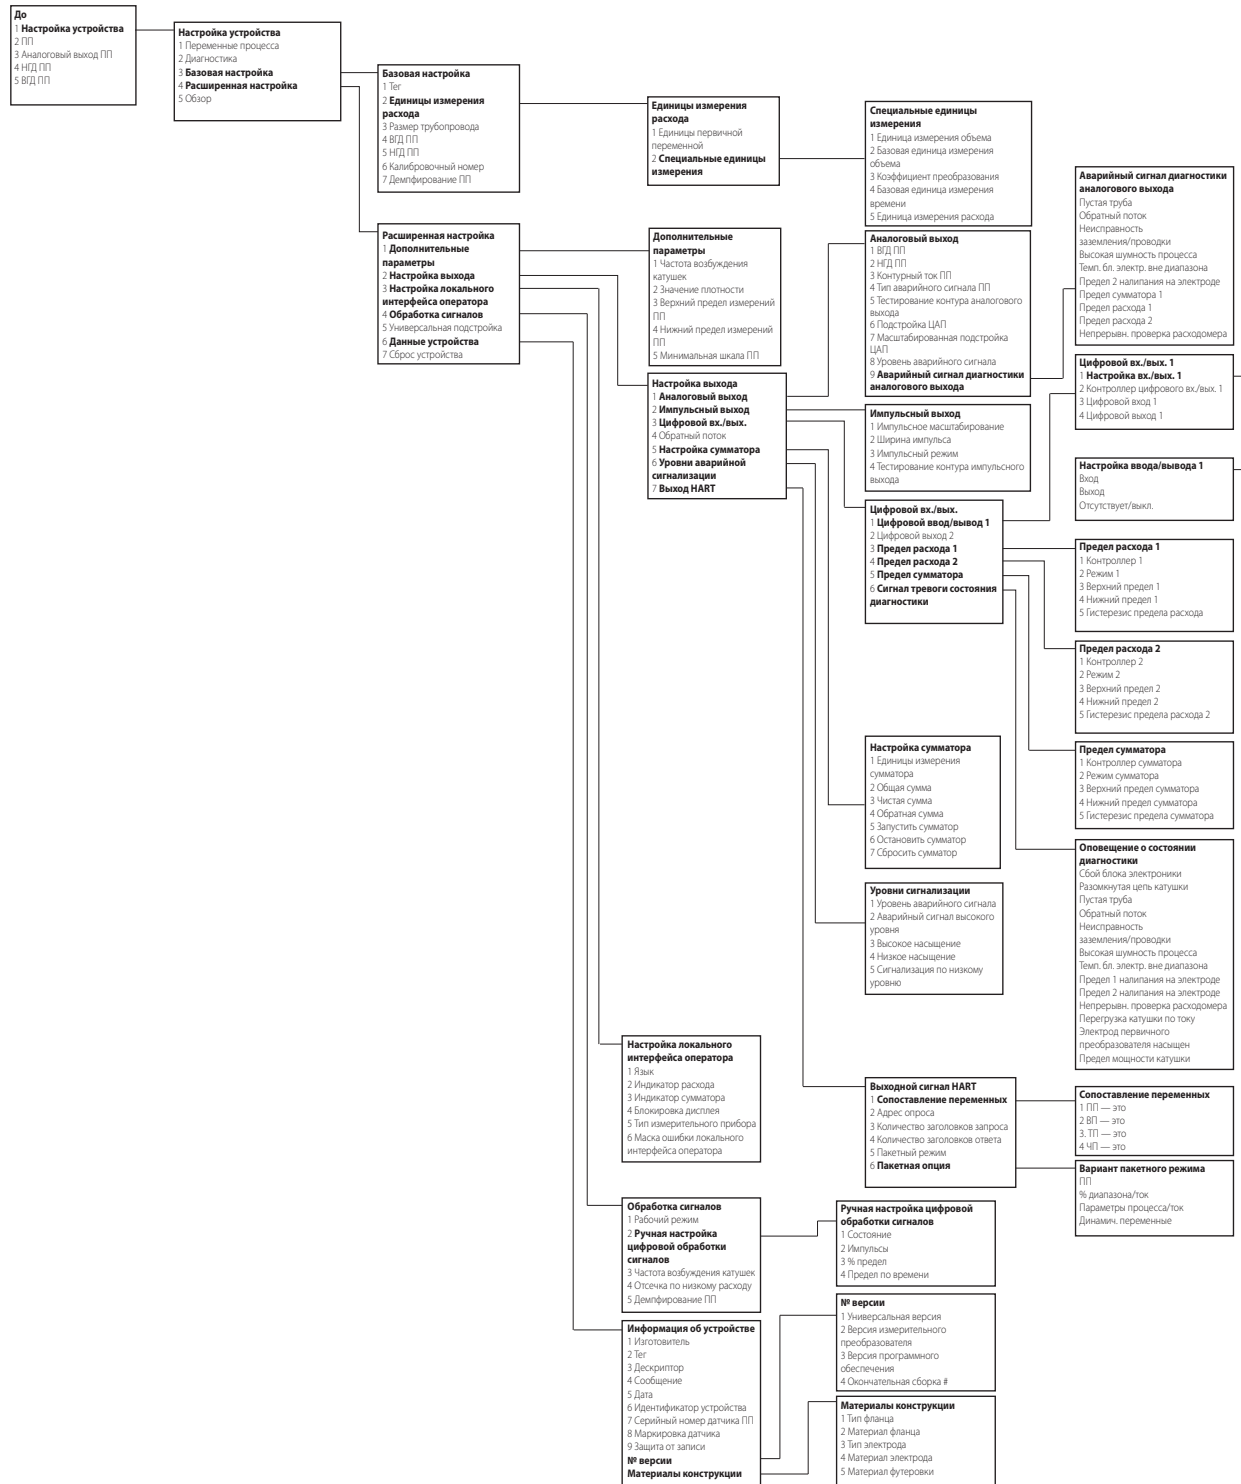 До
1 Настройка устройства
2 ПП
3 Аналоговый выход ПП
4 НГД ПП
5 ВГД ПП
Настройка устройства
1 Переменные процесса
2 Диагностика
3 Базовая настройка
4 Расширенная настройка
5 Обзор
Базовая настройка
1 Тег
2 Единицы измерения
расхода
3 Размер трубопровода
4 ВГД ПП
5 НГД ПП
6 Калибровочный номер
7 Демпфирование ПП
Единицы измерения
расхода
1 Единицы первичной
переменной
2 Специальные единицы
измерения
Специальные единицы
измерения
1 Единица измерения объема
2 Базовая единица измерения
объема
3 Коэффициент преобразования
4 Базовая единица измерения
времени
5 Единица измерения расхода
Расширенная настройка
1 Дополнительные
параметры
2 Настройка выхода
3 Настройка локального
интерфейса оператора
4 Обработка сигналов
5 Универсальная подстройка
6 Данные устройства
7 Сброс устройства
Дополнительные
параметры
1 Частота возбуждения
катушек
2 Значение плотности
3 Верхний предел измерений
ПП
4 Нижний предел измерений
ПП
5 Минимальная шкала ПП
Аналоговый выход
1 ВГД ПП
2 НГД ПП
3 Контурный ток ПП
4 Тип аварийного сигнала ПП
5 Тестирование контура аналогового
выхода
6 Подстройка ЦАП
7 Масштабированная подстройка
ЦАП
8 Уровень аварийного сигнала
9 Аварийный сигнал диагностики
аналогового выхода
Аварийный сигнал диагностики
аналогового выхода
Пустая труба
Обратный поток
Неисправность
заземления/проводки
Высокая шумность процесса
Темп. бл. электр. вне диапазона
Предел 2 налипания на электроде
Предел сумматора 1
Предел расхода 1
Предел расхода 2
Непрерывн. проверка расходомера
Настройка выхода
1 Аналоговый выход
2 Импульсный выход
3 Цифровой вх./вых.
4 Обратный поток
5 Настройка сумматора
6 Уровни аварийной
сигнализации
7 Выход HART
Импульсный выход
1 Импульсное масштабирование
2 Ширина импульса
3 Импульсный режим
4 Тестирование контура импульсного
выхода
Цифровой вх./вых. 1
1 Настройка вх./вых. 1
2 Контроллер цифрового вх./вых. 1
3 Цифровой вход 1
4 Цифровой выход 1
Настройка ввода/вывода 1
Вход
Выход
Отсутствует/выкл.
Цифровой вх./вых.
1 Цифровой ввод/вывод 1
2 Цифровой выход 2
3 Предел расхода 1
4 Предел расхода 2
5 Предел сумматора
6 Сигнал тревоги состояния
диагностики
Предел расхода 1
1 Контроллер 1
2 Режим 1
3 Верхний предел 1
4 Нижний предел 1
5 Гистерезис предела расхода
Предел расхода 2
1 Контроллер 2
2 Режим 2
3 Верхний предел 2
4 Нижний предел 2
5 Гистерезис предела расхода 2
Настройка сумматора
1 Единицы измерения
сумматора
2 Общая сумма
3 Чистая сумма
4 Обратная сумма
5 Запустить сумматор
6 Остановить сумматор
7 Сбросить сумматор
Предел сумматора
1 Контроллер сумматора
2 Режим сумматора
3 Верхний предел сумматора
4 Нижний предел сумматора
5 Гистерезис предела сумматора
Уровни сигнализации
1 Уровень аварийного сигнала
2 Аварийный сигнал высокого
уровня
3 Высокое насыщение
4 Низкое насыщение
5 Сигнализация по низкому
уровню
Оповещение о состоянии
диагностики
Сбой блока электроники
Разомкнутая цепь катушки
Пустая труба
Обратный поток
Неисправность
заземления/проводки
Высокая шумность процесса
Темп. бл. электр. вне диапазона
Предел 1 налипания на электроде
Предел 2 налипания на электроде
Непрерывн. проверка расходомера
Перегрузка катушки по току
Электрод первичного
преобразователя насыщен
Предел мощности катушки
Настройка локального
интерфейса оператора
1 Язык
2 Индикатор расхода
3 Индикатор сумматора
4 Блокировка дисплея
5 Тип измерительного прибора
6 Маска ошибки локального
интерфейса оператора
Выходной сигнал HART
1 Сопоставление переменных
2 Адрес опроса
3 Количество заголовков запроса
4 Количество заголовков ответа
5 Пакетный режим
6 Пакетная опция
Сопоставление переменных
1 ПП — это
2 ВП — это
3. ТП — это
4 ЧП — это
Вариант пакетного режима
ПП
% диапазона/ток
Параметры процесса/ток
Динамич. переменные
Обработка сигналов
1 Рабочий режим
2 Ручная настройка
цифровой обработки
сигналов
3 Частота возбуждения катушек
4 Отсечка по низкому расходу
5 Демпфирование ПП
Ручная настройка цифровой
обработки сигналов
1 Состояние
2 Импульсы
3 % предел
4 Предел по времени
Информация об устройстве
1 Изготовитель
2 Тег
3 Дескриптор
4 Сообщение
5 Дата
6 Идентификатор устройства
7 Серийный номер датчика ПП
8 Маркировка датчика
9 Защита от записи
№ версии
Материалы конструкции
№ версии
1 Универсальная версия
2 Версия измерительного
преобразователя
3 Версия программного
обеспечения
4 Окончательная сборка #
Материалы конструкции
1 Тип фланца
2 Материал фланца
3 Тип электрода
4 Материал электрода
5 Материал футеровки